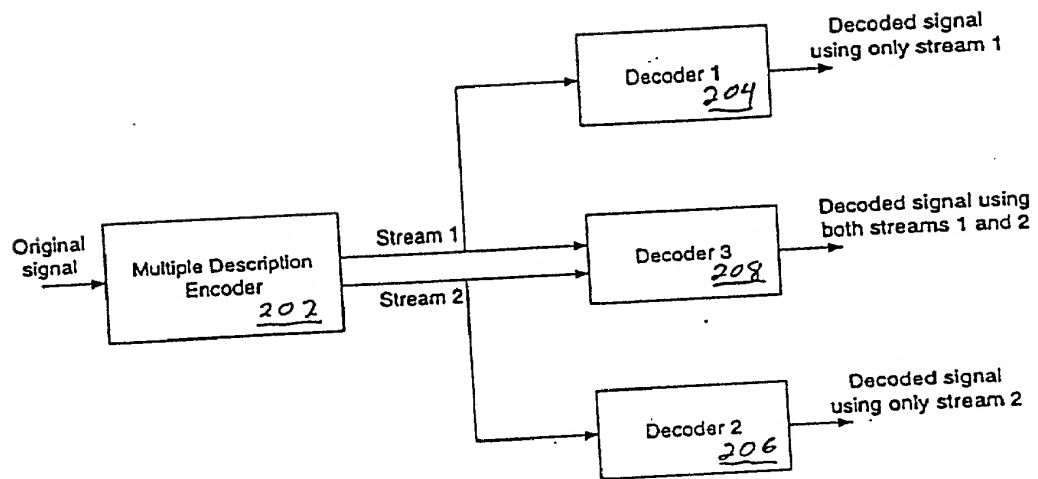 Decoded signal
using only stream 1
Decoder 1
204
Original
signal
Multiple Description
Encoder
202
Stream 1
Stream 2
Decoder 3
208
Decoded signal using
both streams 1 and 2
Decoder 2
206
Decoded signal
using only stream 2